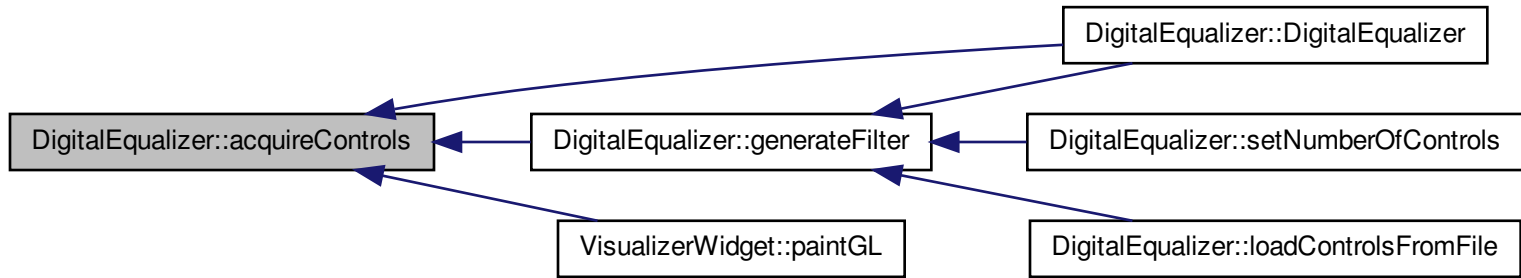 DigitalEqualizer::DigitalEqualizer
DigitalEqualizer::acquireControls
DigitalEqualizer::generateFilter
DigitalEqualizer::setNumberOfControls
VisualizerWidget::paintGL
DigitalEqualizer::loadControlsFromFile